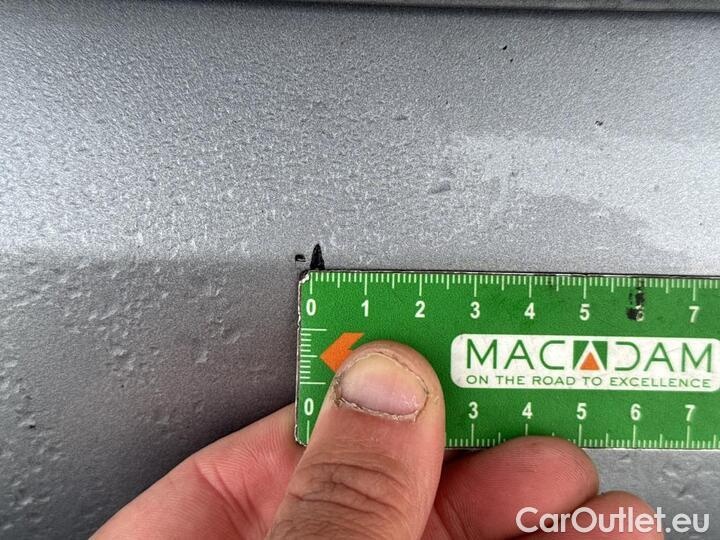 0 1 2 3 4 5 6 7
MACADAM
ON THE ROAD TO EXCELLENCE
0 3 4 5 6 7
CarOutlet.eu